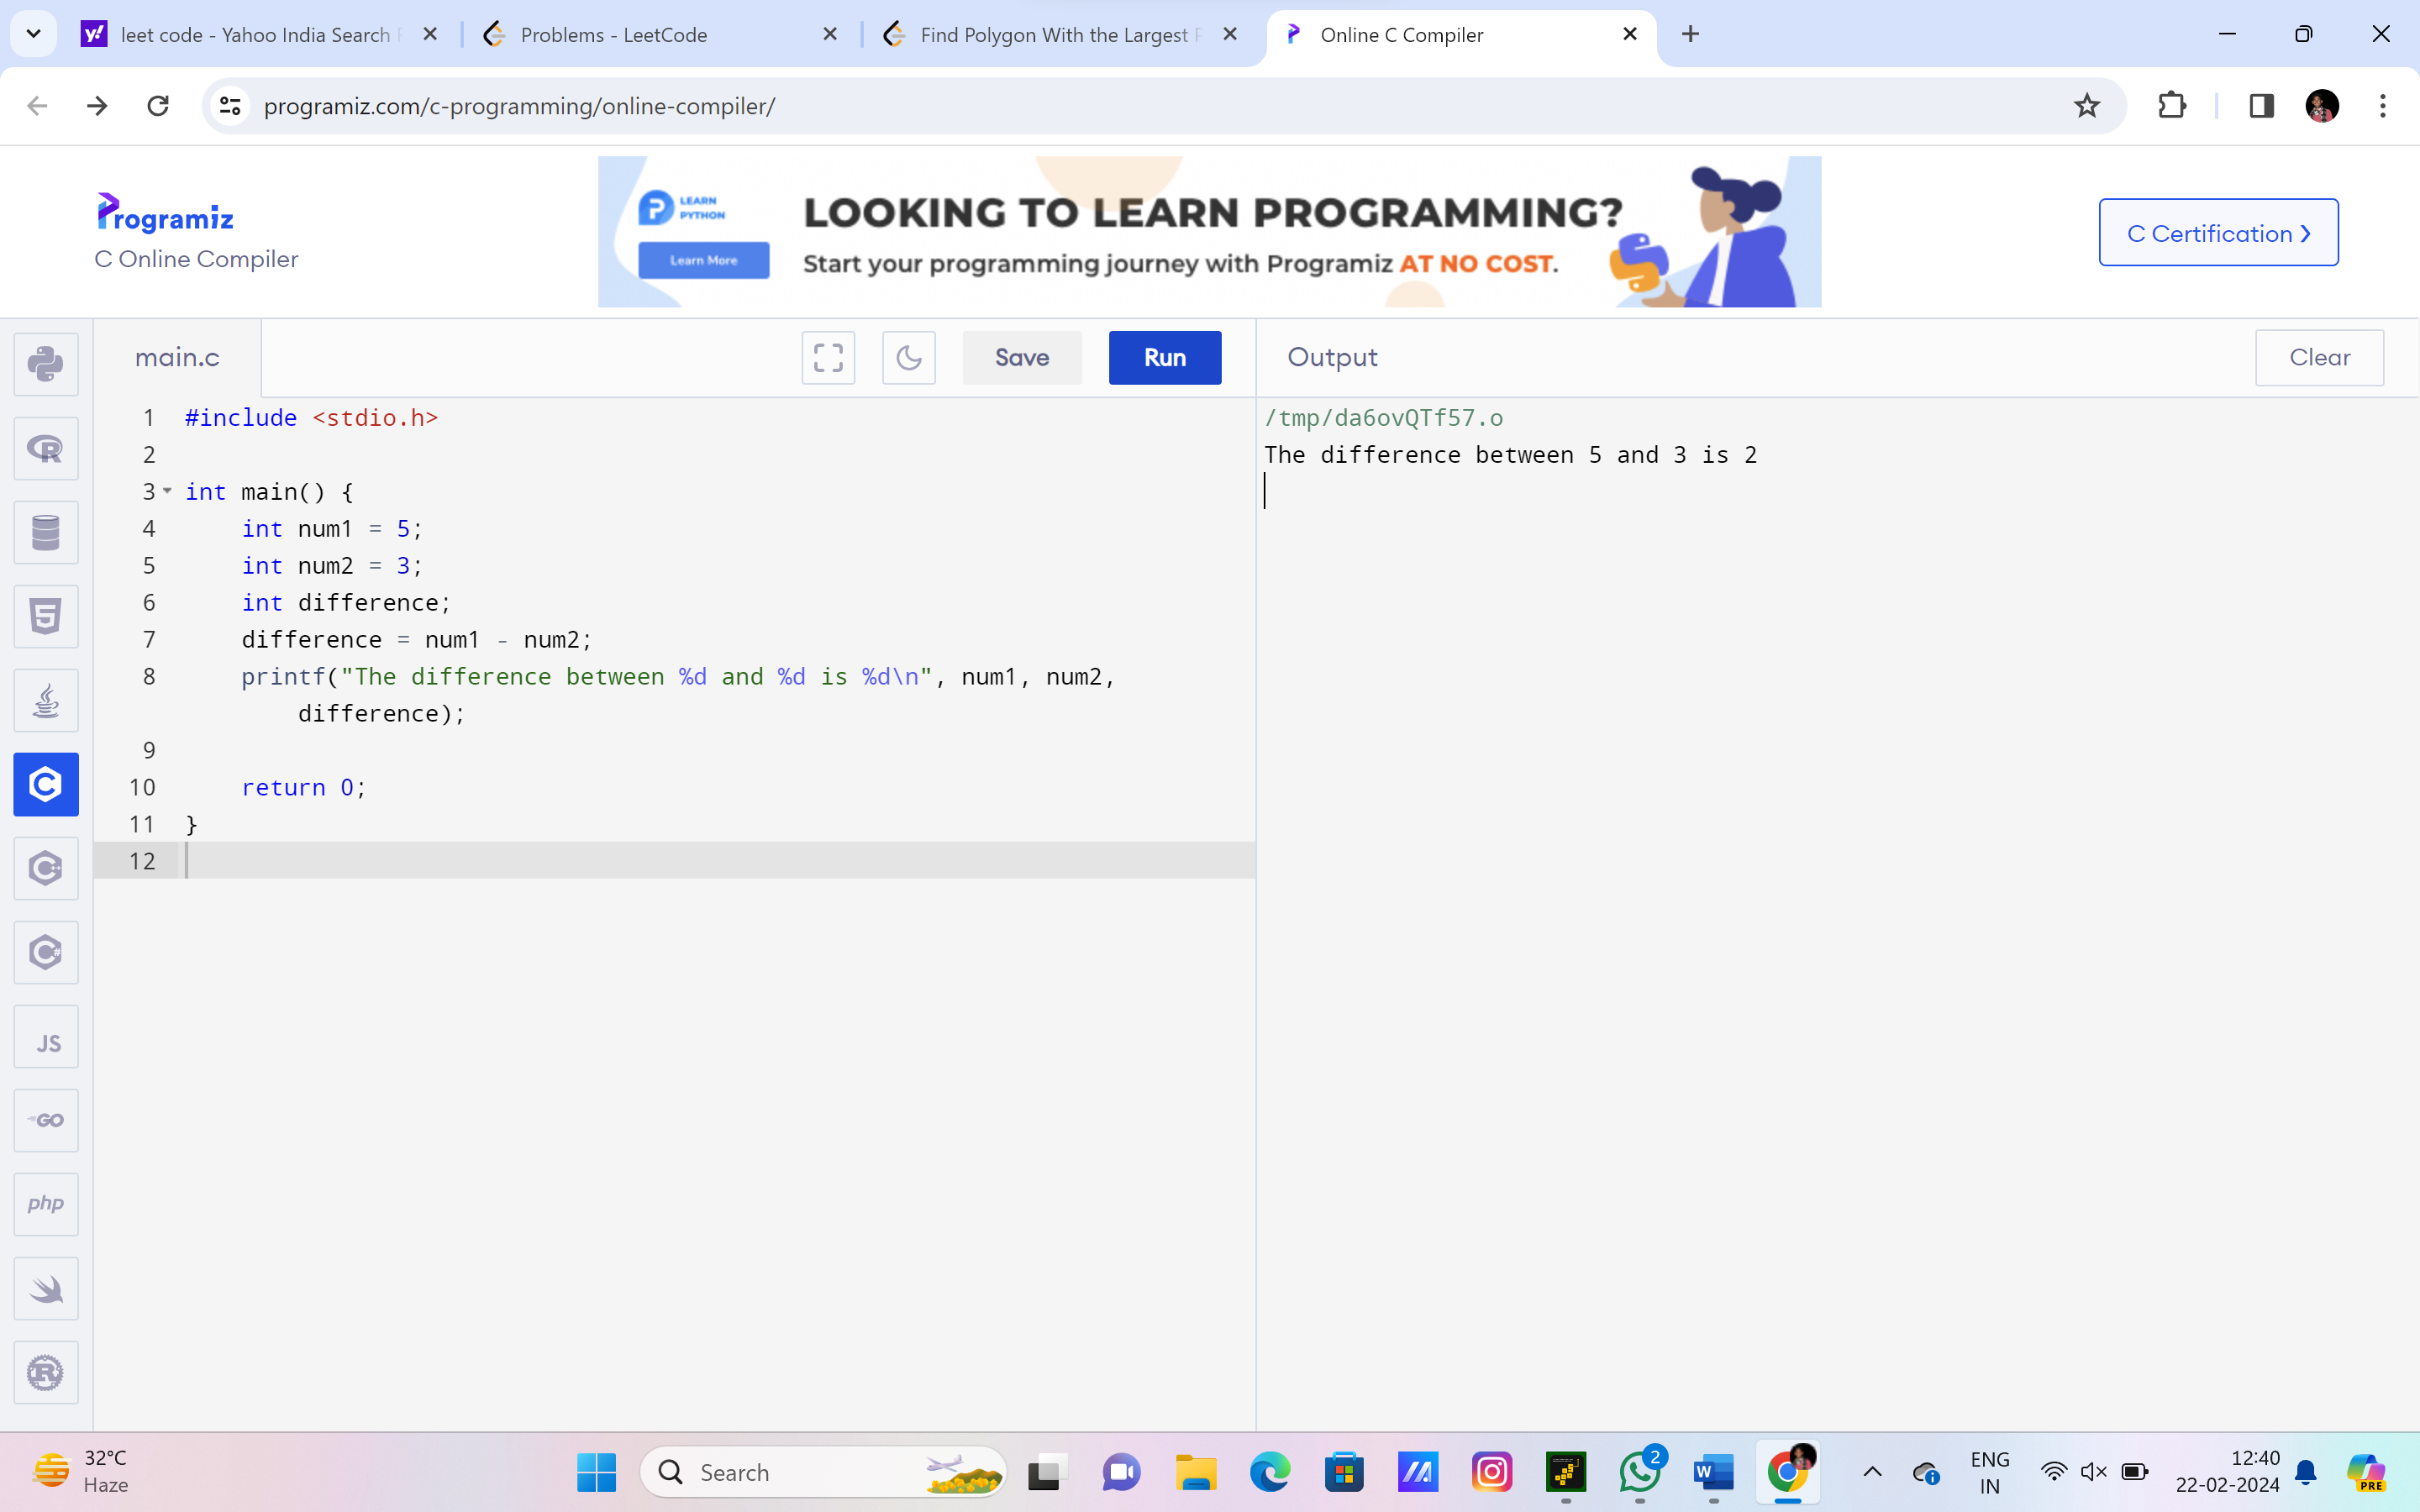 leet code - Yahoo India Search
Problems - LeetCode
Find Polygon With the Largest
Online C Compiler
programiz.com/c-programming/online-compiler/
Programiz
C Online Compiler
LEARN
PYTHON
Learn More
LOOKING TO LEARN PROGRAMMING?
Start your programming journey with Programiz AT NO COST.
C Certification ❯
main.c
Save
Run
Output
Clear
1 #include <stdio.h>
2
3 int main() {
4     int num1 = 5;
5     int num2 = 3;
6     int difference;
7     difference = num1 - num2;
8     printf("The difference between %d and %d is %d\n", num1, num2,
        difference);
9
10     return 0;
11 }
12
/tmp/da6ovQTf57.o
The difference between 5 and 3 is 2
JS
GO
php
32°C
Haze
Search
2
W
ENG
IN
12:40
22-02-2024
PRE